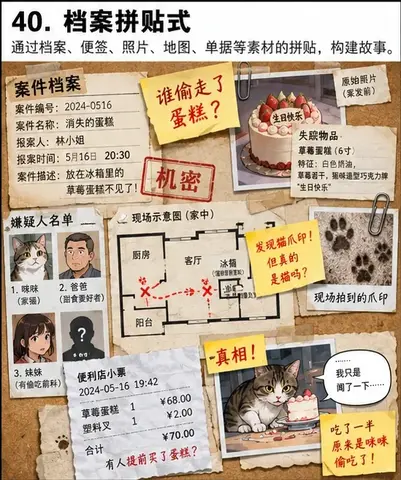 40. 档案拼贴式
通过档案、便签、照片、地图、单据等素材的拼贴，构建故事。
案件档案
案件编号：2024-0516
案件名称：消失的蛋糕
报案人：林小姐
报案时间：5月16日 20:30
案件描述：放在冰箱里的
草莓蛋糕不见了！
机密
谁偷走了
蛋糕？
生日快乐
原始照片
（案发前）
失踪物品
草莓蛋糕（6寸）
特征：白色奶油，
草莓若干，猫咪造型巧克力牌
“生日快乐”
嫌疑人名单
1. 咪咪
（家猫）
2. 爸爸
（甜食爱好者）
3. 妹妹
（有偷吃前科）
?
现场示意图（家中）
厨房
客厅
冰箱
阳台
发现猫爪印！
但真的
是猫吗？
现场拍到的爪印
便利店小票
2024-05-16 19:42
草莓蛋糕 1 ¥68.00
塑料叉 1 ¥2.00
合计 ¥70.00
有人提前买了蛋糕？
真相！
我只是
闻了一下……
吃了一半
原来是咪咪
偷吃了！